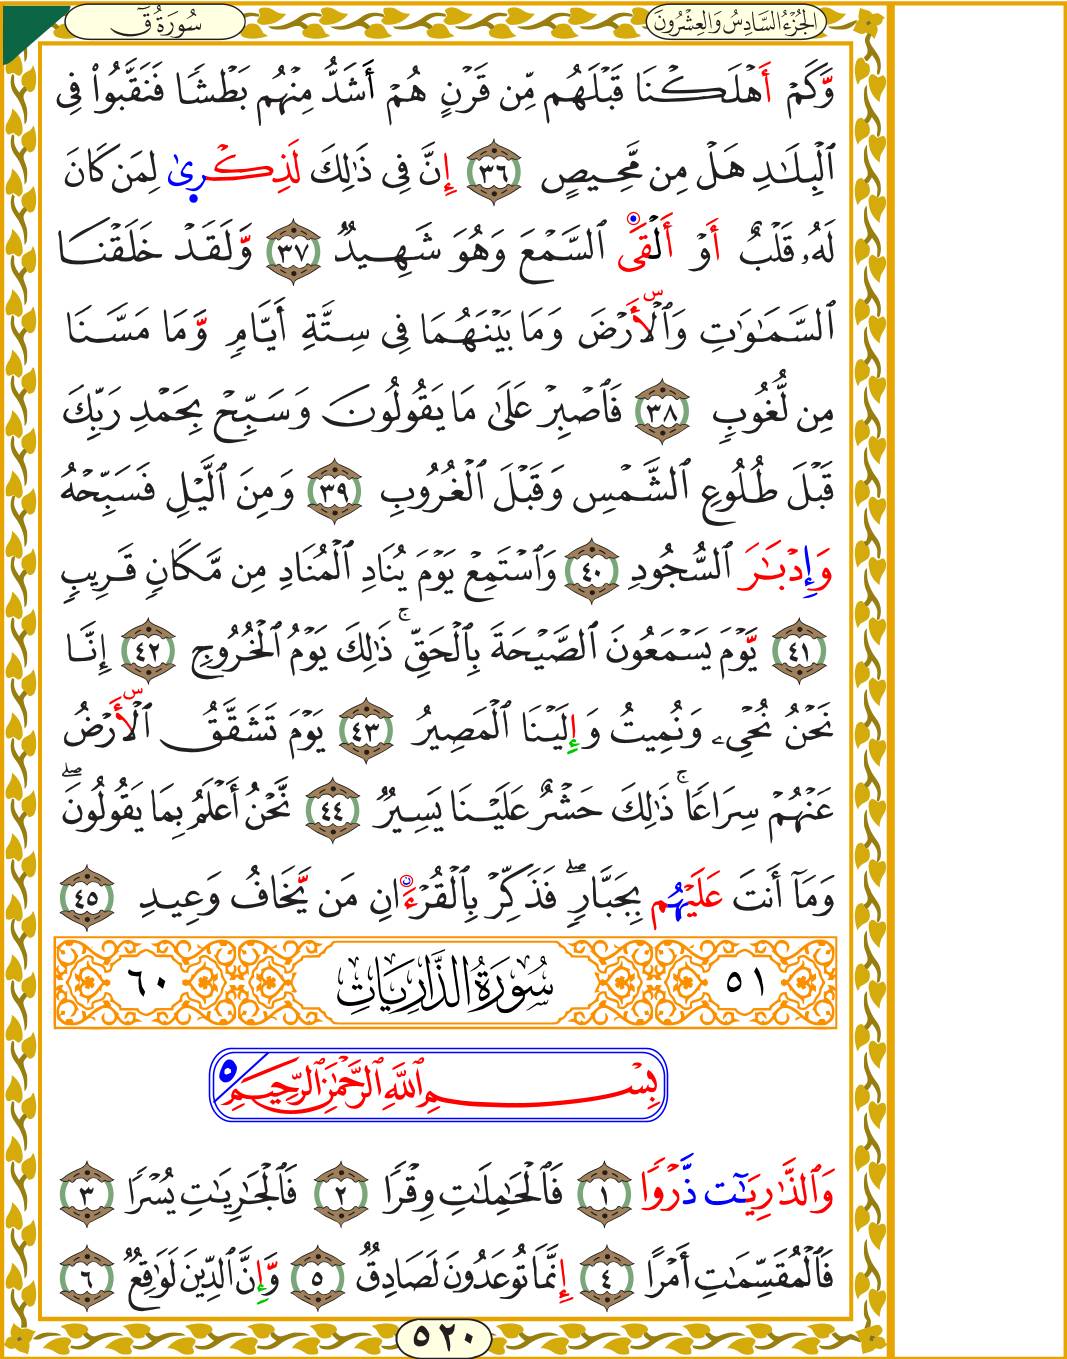 الجُزْءُ السَّادِسُ وَالعِشْرُونَ
سُورَةُ قٓ
وَّكَمْ أَهْلَكْنَا قَبْلَهُم مِّن قَرْنٍ هُمْ أَشَدُّ مِنْهُم بَطْشًا فَنَقَّبُوا۟ فِى
ٱلْبِلَـٰدِ هَلْ مِن مَّحِيصٍ ٣٦ إِنَّ فِى ذَٰلِكَ لَذِكْرِىٰ لِمَن كَانَ
لَهُۥ قَلْبٌ أَوْ أَلْقَى ٱلسَّمْعَ وَهُوَ شَهِيدٌ ٣٧ وَّلَقَدْ خَلَقْنَا
ٱلسَّمَـٰوَٰتِ وَٱلْأَرْضَ وَمَا بَيْنَهُمَا فِى سِتَّةِ أَيَّامٍ وَّمَا مَسَّنَا
مِن لُّغُوبٍ ٣٨ فَٱصْبِرْ عَلَىٰ مَا يَقُولُونَ وَسَبِّحْ بِحَمْدِ رَبِّكَ
قَبْلَ طُلُوعِ ٱلشَّمْسِ وَقَبْلَ ٱلْغُرُوبِ ٣٩ وَمِنَ ٱلَّيْلِ فَسَبِّحْهُ
وَإِدْبَـٰرَ ٱلسُّجُودِ ٤٠ وَٱسْتَمِعْ يَوْمَ يُنَادِ ٱلْمُنَادِ مِن مَّكَانٍ قَرِيبٍ
٤١ يَّوْمَ يَسْمَعُونَ ٱلصَّيْحَةَ بِٱلْحَقِّ ۚ ذَٰلِكَ يَوْمُ ٱلْخُرُوجِ ٤٢ إِنَّا
نَحْنُ نُحْىِۦ وَنُمِيتُ وَإِلَيْنَا ٱلْمَصِيرُ ٤٣ يَوْمَ تَشَقَّقُ ٱلْأَرْضُ
عَنْهُمْ سِرَاعًا ۚ ذَٰلِكَ حَشْرٌ عَلَيْنَا يَسِيرٌ ٤٤ نَّحْنُ أَعْلَمُ بِمَا يَقُولُونَ ۖ
وَمَآ أَنتَ عَلَيْهُم بِجَبَّارٍ ۖ فَذَكِّرْ بِٱلْقُرْءَانِ مَن يَّخَافُ وَعِيدِ ٤٥
٥١ سُورَةُ الذَّارِيَاتِ ٦٠
بِسْمِ ٱللَّهِ ٱلرَّحْمَـٰنِ ٱلرَّحِيمِ ٥
وَٱلذَّٰرِيَـٰت ذَّرْوًا ١ فَٱلْحَـٰمِلَـٰتِ وِقْرًا ٢ فَٱلْجَـٰرِيَـٰتِ يُسْرًا ٣
فَٱلْمُقَسِّمَـٰتِ أَمْرًا ٤ إِنَّمَا تُوعَدُونَ لَصَادِقٌ ٥ وَّإِنَّ ٱلدِّينَ لَوَٰقِعٌ ٦
٥٢٠